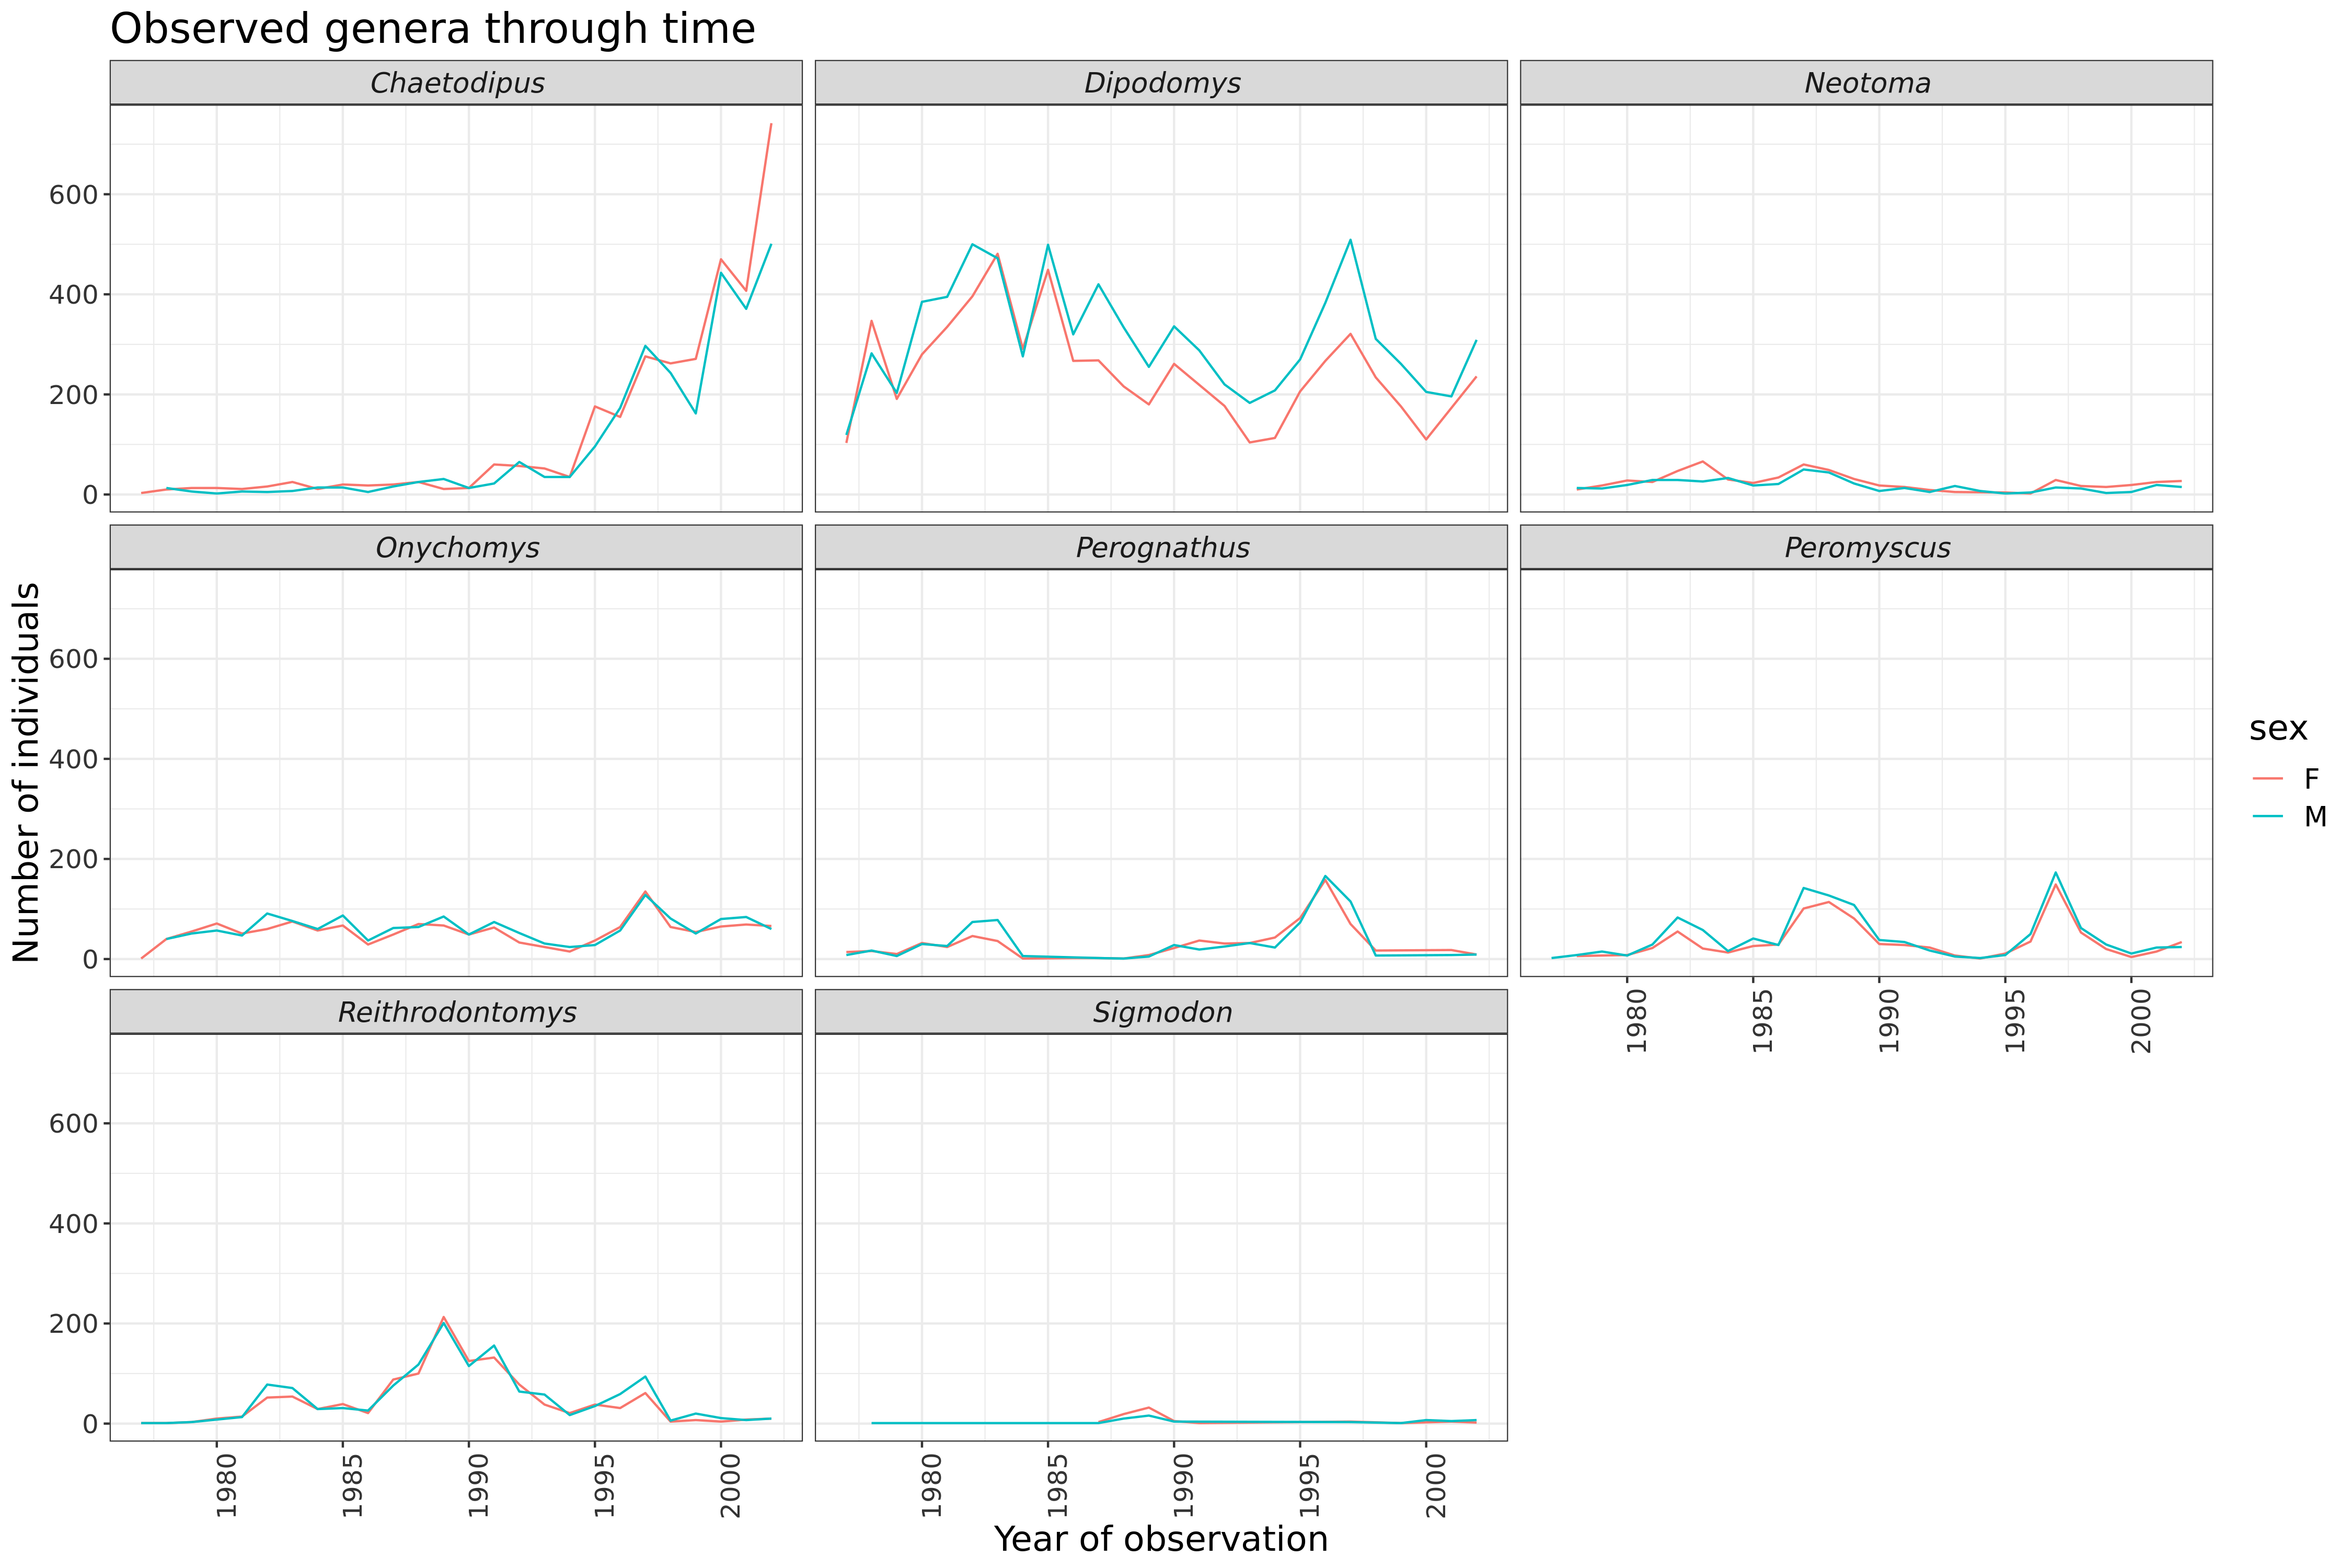 Observed genera through time
Chaetodipus
Dipodomys
Neotoma
600
400
200
0
Onychomys
Perognathus
Peromyscus
600
400
200
0
1980
1985
1990
1995
2000
Reithrodontomys
Sigmodon
600
400
200
0
1980
1985
1990
1995
2000
1980
1985
1990
1995
2000
Year of observation
Number of individuals
sex
F
M